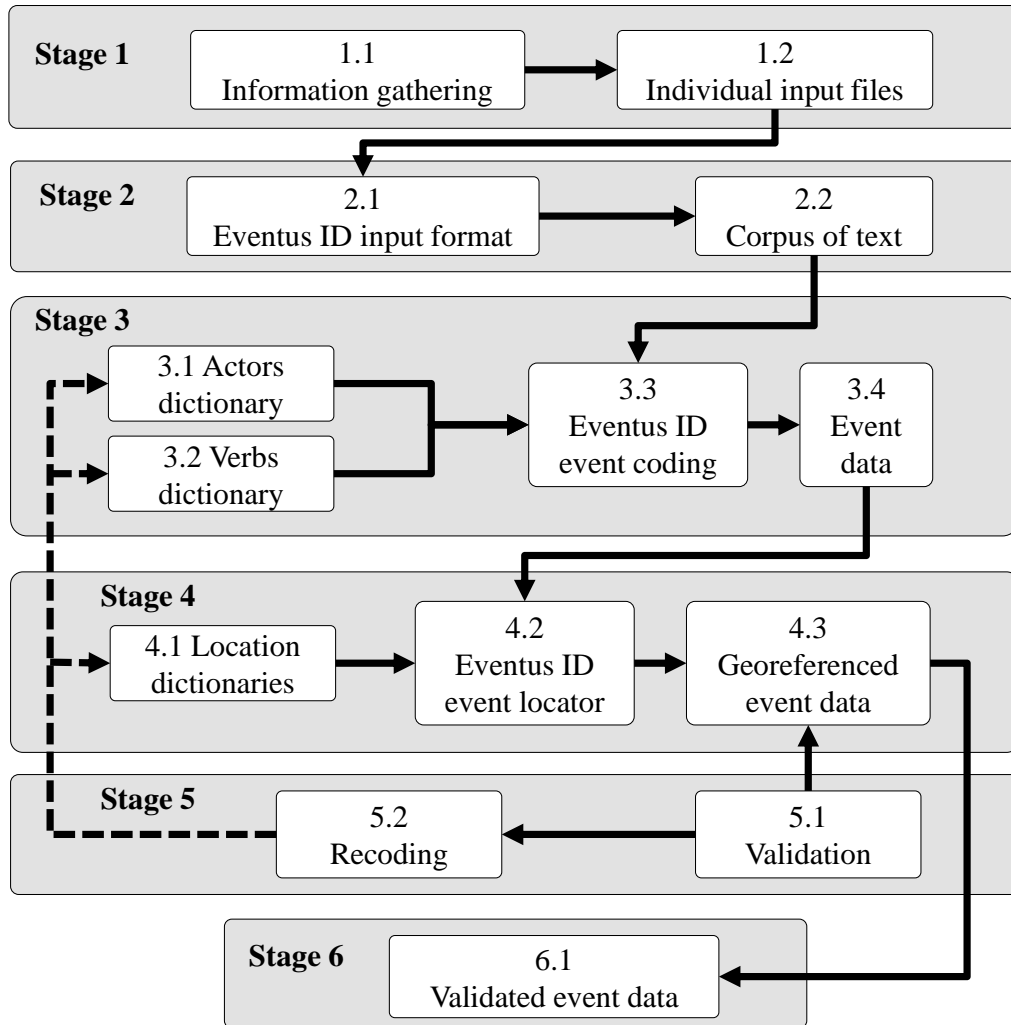 Stage 1
1.1
Information gathering
1.2
Individual input files
Stage 2
2.1
Eventus ID input format
2.2
Corpus of text
Stage 3
3.1 Actors
dictionary
3.2 Verbs
dictionary
3.3
Eventus ID
event coding
3.4
Event
data
Stage 4
4.1 Location
dictionaries
4.2
Eventus ID
event locator
4.3
Georeferenced
event data
Stage 5
5.2
Recoding
5.1
Validation
Stage 6
6.1
Validated event data